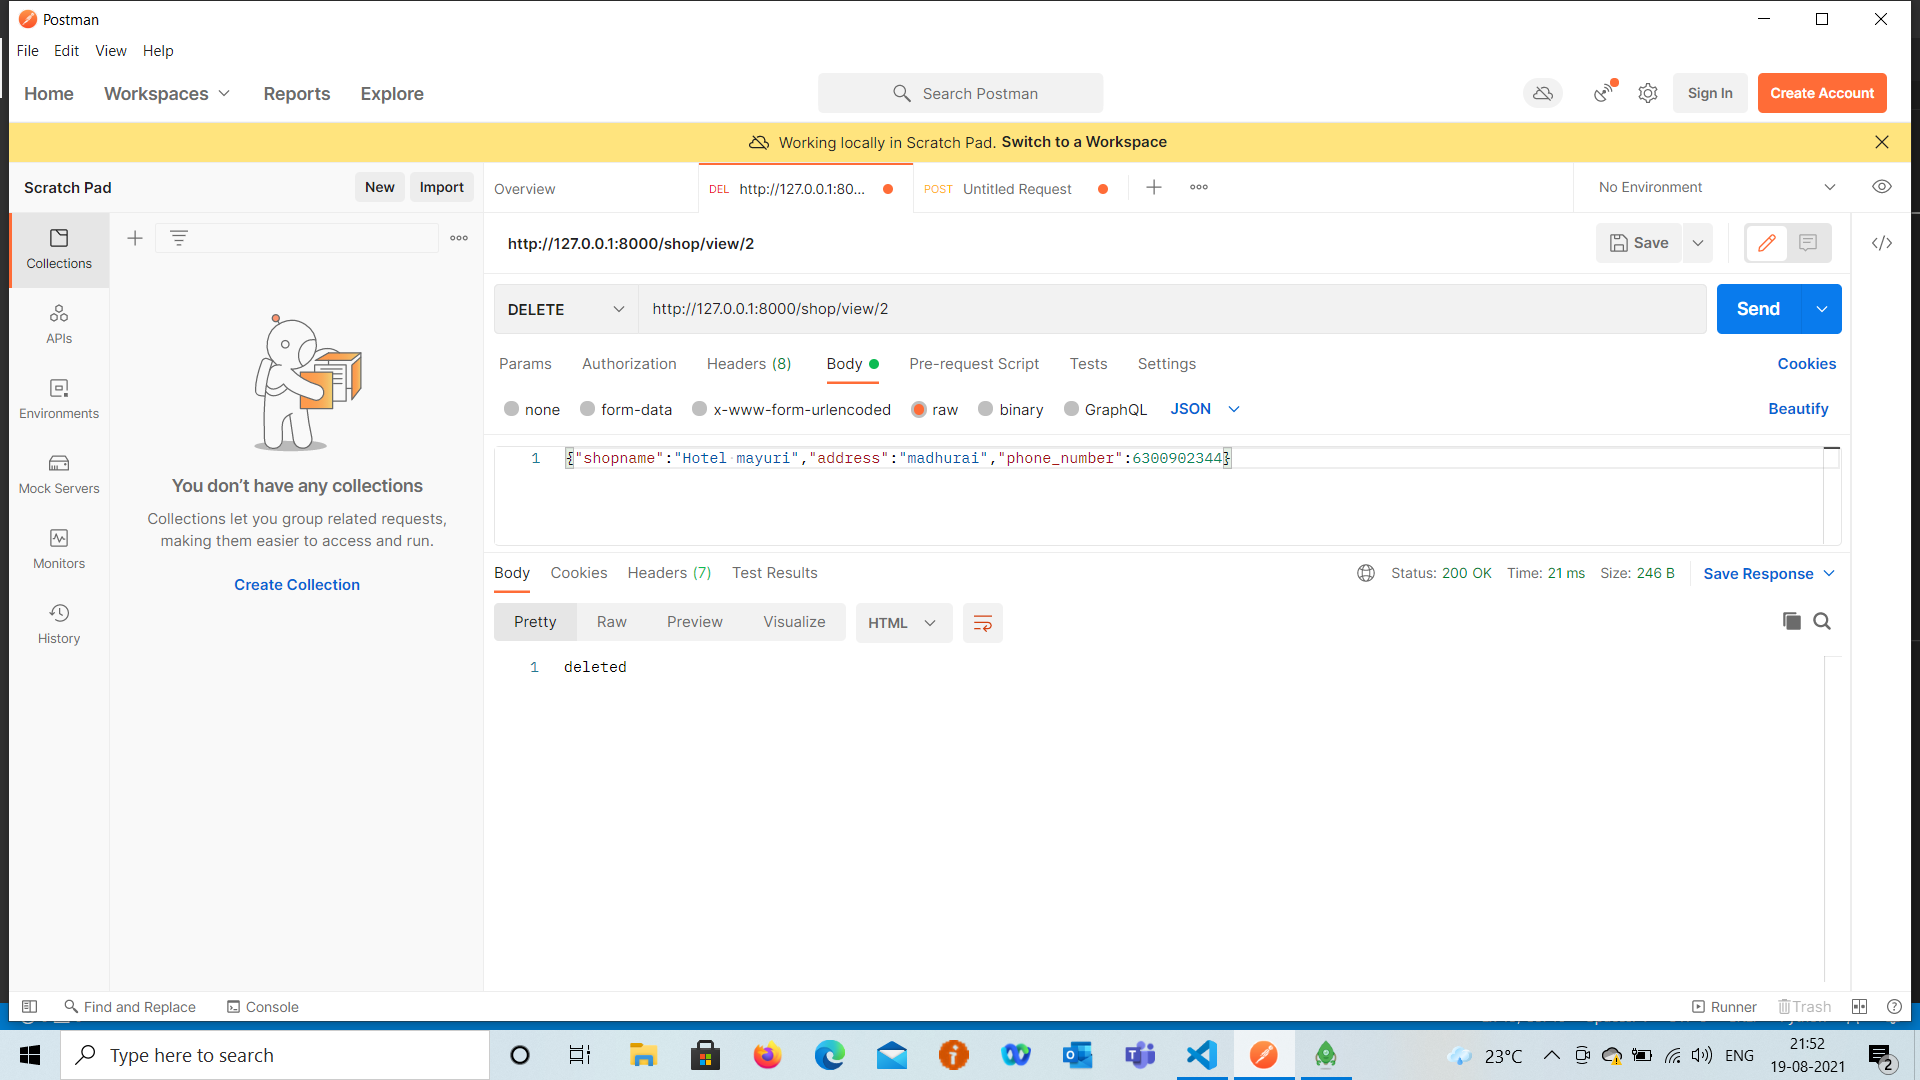 Postman
File Edit View Help
Home Workspaces Reports Explore Search Postman Sign In Create Account
Working locally in Scratch Pad. Switch to a Workspace
Scratch Pad New Import Overview DEL http://127.0.0.1:80... POST Untitled Request No Environment
Collections
APIs
Environments
Mock Servers
Monitors
History
You don’t have any collections
Collections let you group related requests,
making them easier to access and run.
Create Collection
http://127.0.0.1:8000/shop/view/2 Save
DELETE http://127.0.0.1:8000/shop/view/2 Send
Params Authorization Headers (8) Body Pre-request Script Tests Settings Cookies
none form-data x-www-form-urlencoded raw binary GraphQL JSON Beautify
1 {"shopname":"Hotel mayuri","address":"madhurai","phone_number":6300902344}
Body Cookies Headers (7) Test Results Status: 200 OK Time: 21 ms Size: 246 B Save Response
Pretty Raw Preview Visualize HTML
1 deleted
Find and Replace Console Runner Trash
Type here to search 23°C ENG 21:52
19-08-2021 2